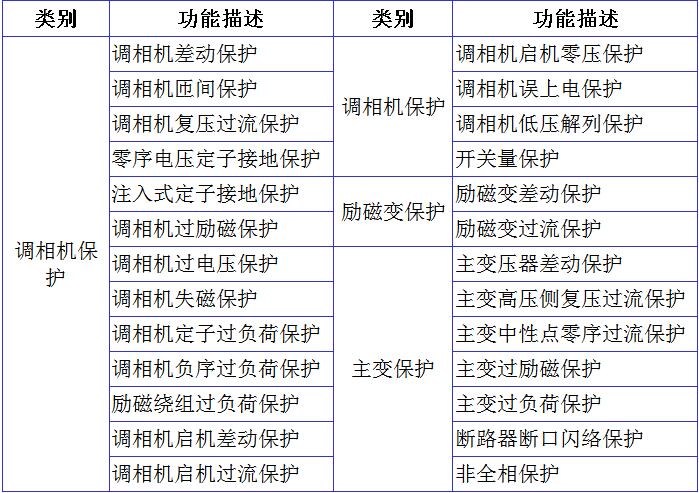 类别 功能描述 类别 功能描述
调相机保护
调相机差动保护
调相机匝间保护
调相机复压过流保护
零序电压定子接地保护
注入式定子接地保护
调相机过励磁保护
调相机过电压保护
调相机失磁保护
调相机定子过负荷保护
调相机负序过负荷保护
励磁绕组过负荷保护
调相机启机差动保护
调相机启机过流保护
调相机保护
调相机启机零压保护
调相机误上电保护
调相机低压解列保护
开关量保护
励磁变保护
励磁变差动保护
励磁变过流保护
主变保护
主变压器差动保护
主变高压侧复压过流保护
主变中性点零序过流保护
主变过励磁保护
主变过负荷保护
断路器断口闪络保护
非全相保护